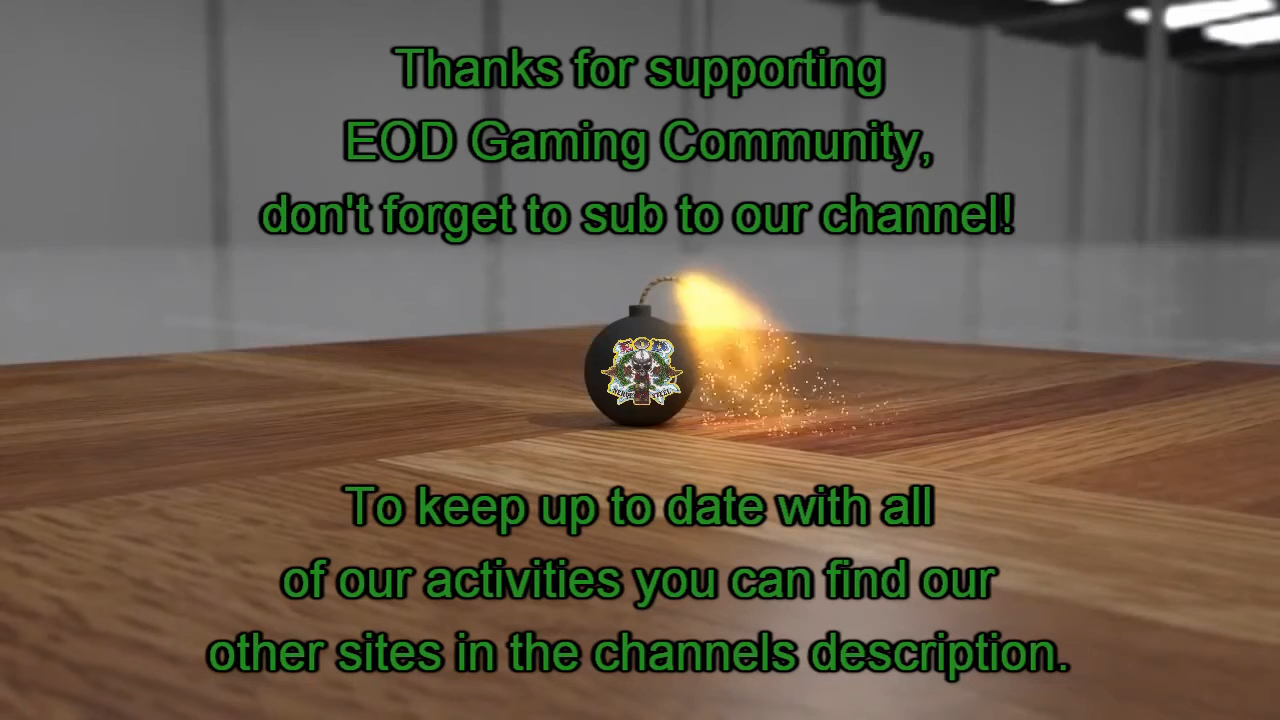 Thanks for supporting
EOD Gaming Community,
don't forget to sub to our channel!
To keep up to date with all
of our activities you can find our
other sites in the channels description.